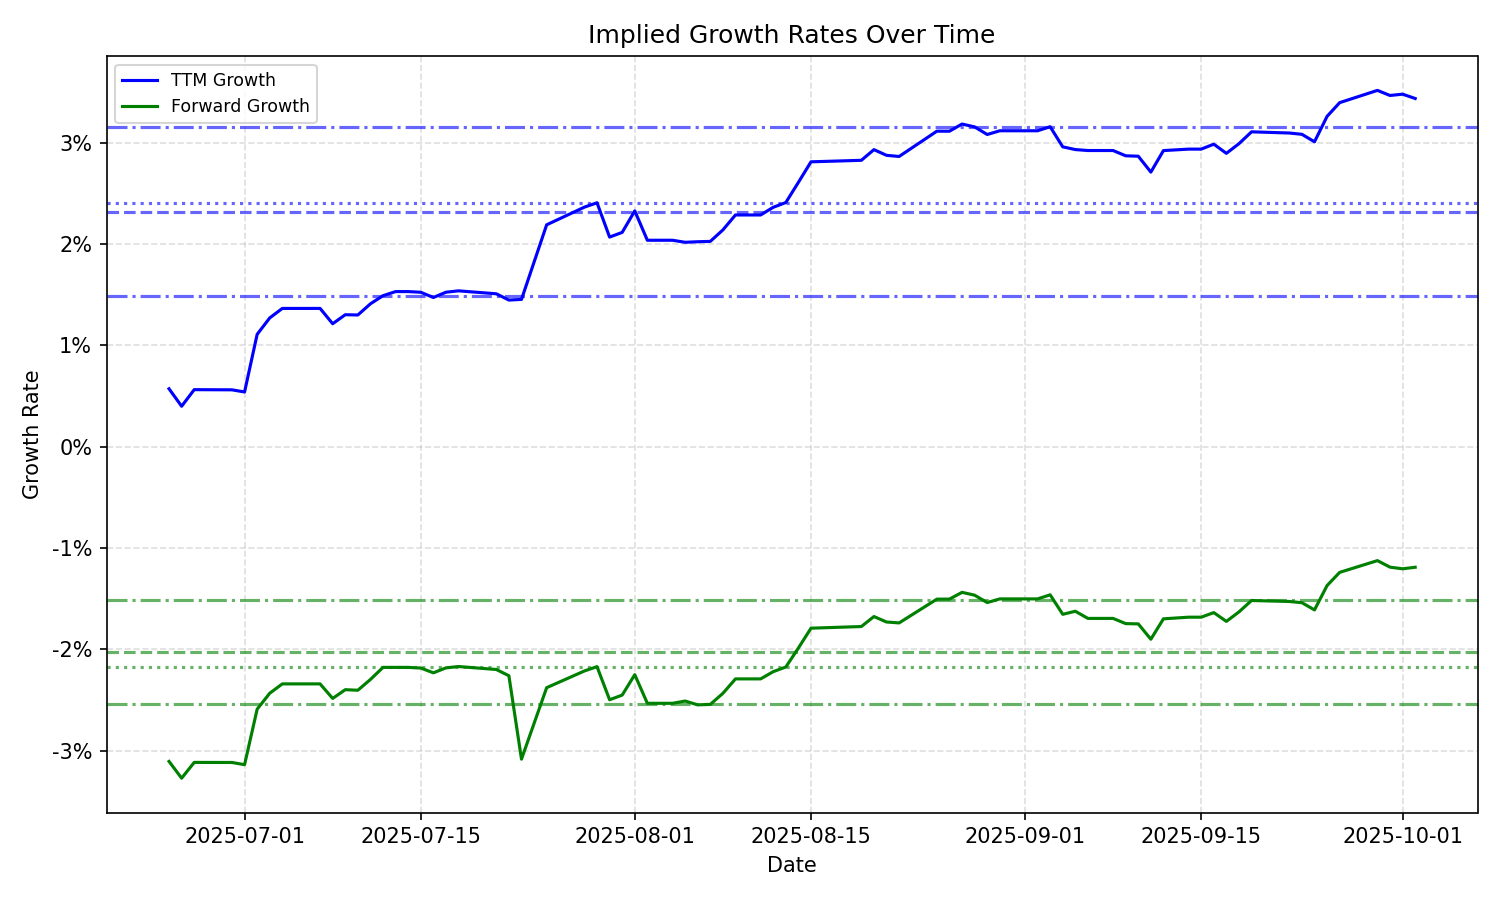 Implied Growth Rates Over Time
TTM Growth
Forward Growth
3%
2%
1%
0%
-1%
-2%
-3%
Growth Rate
2025-07-01
2025-07-15
2025-08-01
2025-08-15
2025-09-01
2025-09-15
2025-10-01
Date